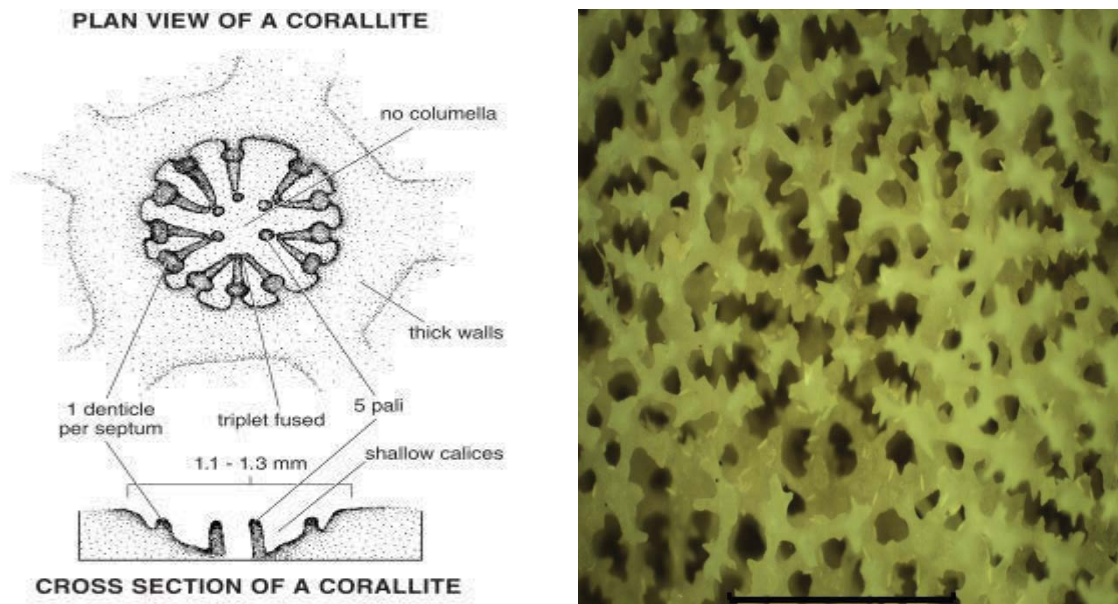 PLAN VIEW OF A CORALLITE
no columella
thick walls
1 denticle
per septum
triplet fused
5 pali
shallow calices
1.1 - 1.3 mm
CROSS SECTION OF A CORALLITE